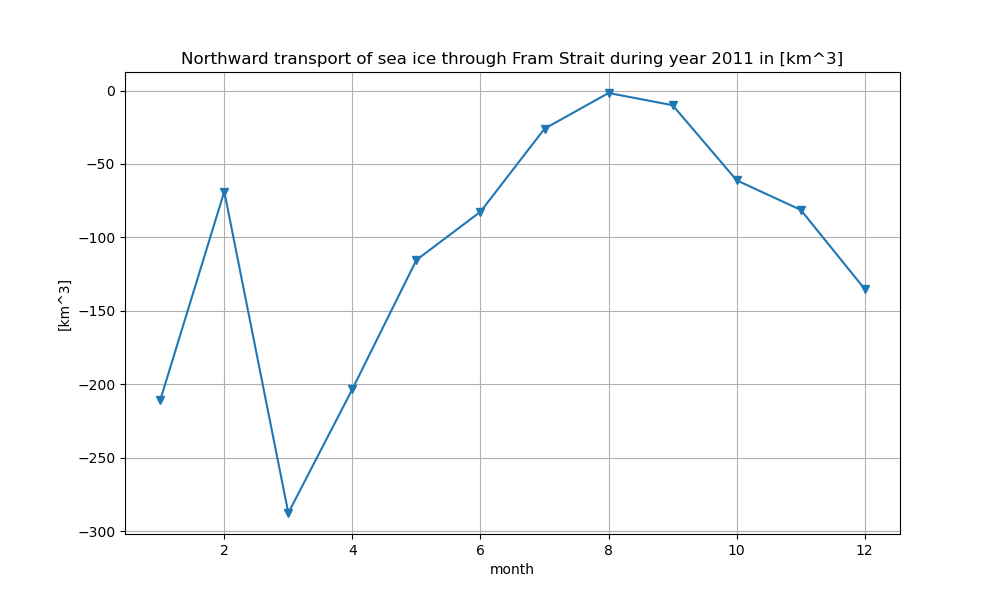 Northward transport of sea ice through Fram Strait during year 2011 in [km^3]
0
−50
−100
−150
−200
−250
−300
[km^3]
2 4 6 8 10 12
month